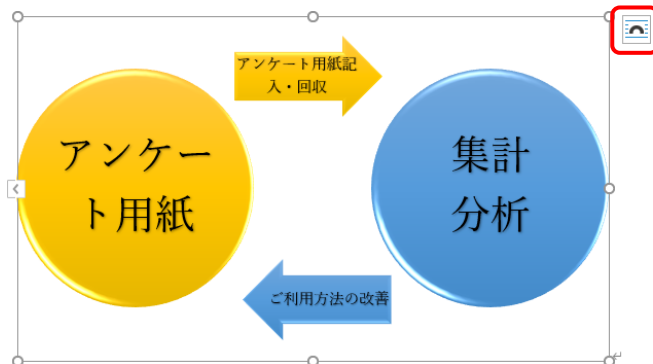 アンケート用紙記
入・回収
アンケー
ト用紙
集計
分析
ご利用方法の改善